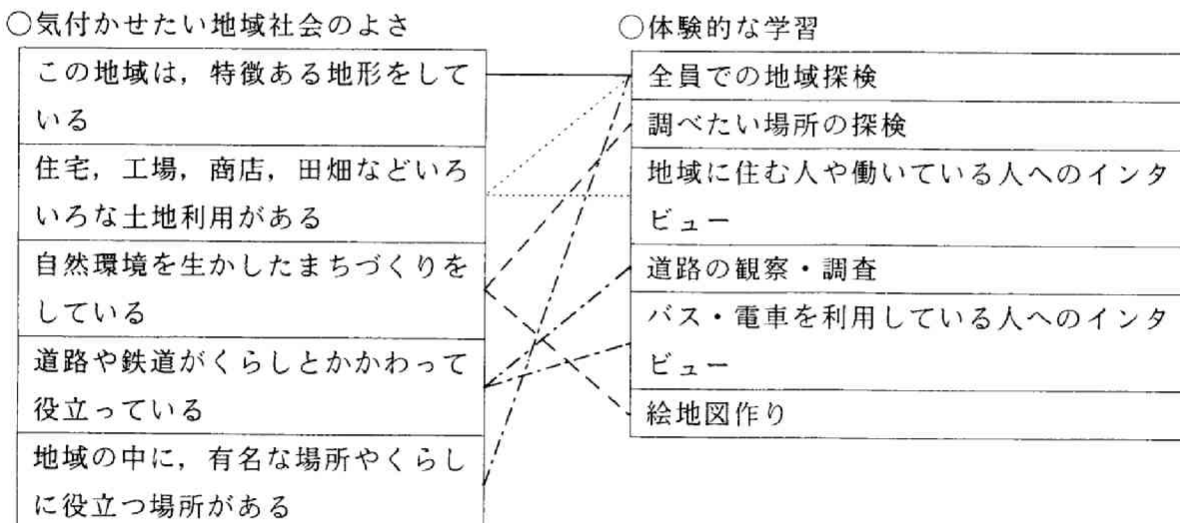 ○気付かせたい地域社会のよさ
この地域は，特徴ある地形をして
いる
住宅，工場，商店，田畑などいろ
いろな土地利用がある
自然環境を生かしたまちづくりを
している
道路や鉄道がくらしとかかわって
役立っている
地域の中に，有名な場所やくらし
に役立つ場所がある
○体験的な学習
全員での地域探検
調べたい場所の探検
地域に住む人や働いている人へのインタ
ビュー
道路の観察・調査
バス・電車を利用している人へのインタ
ビュー
絵地図作り